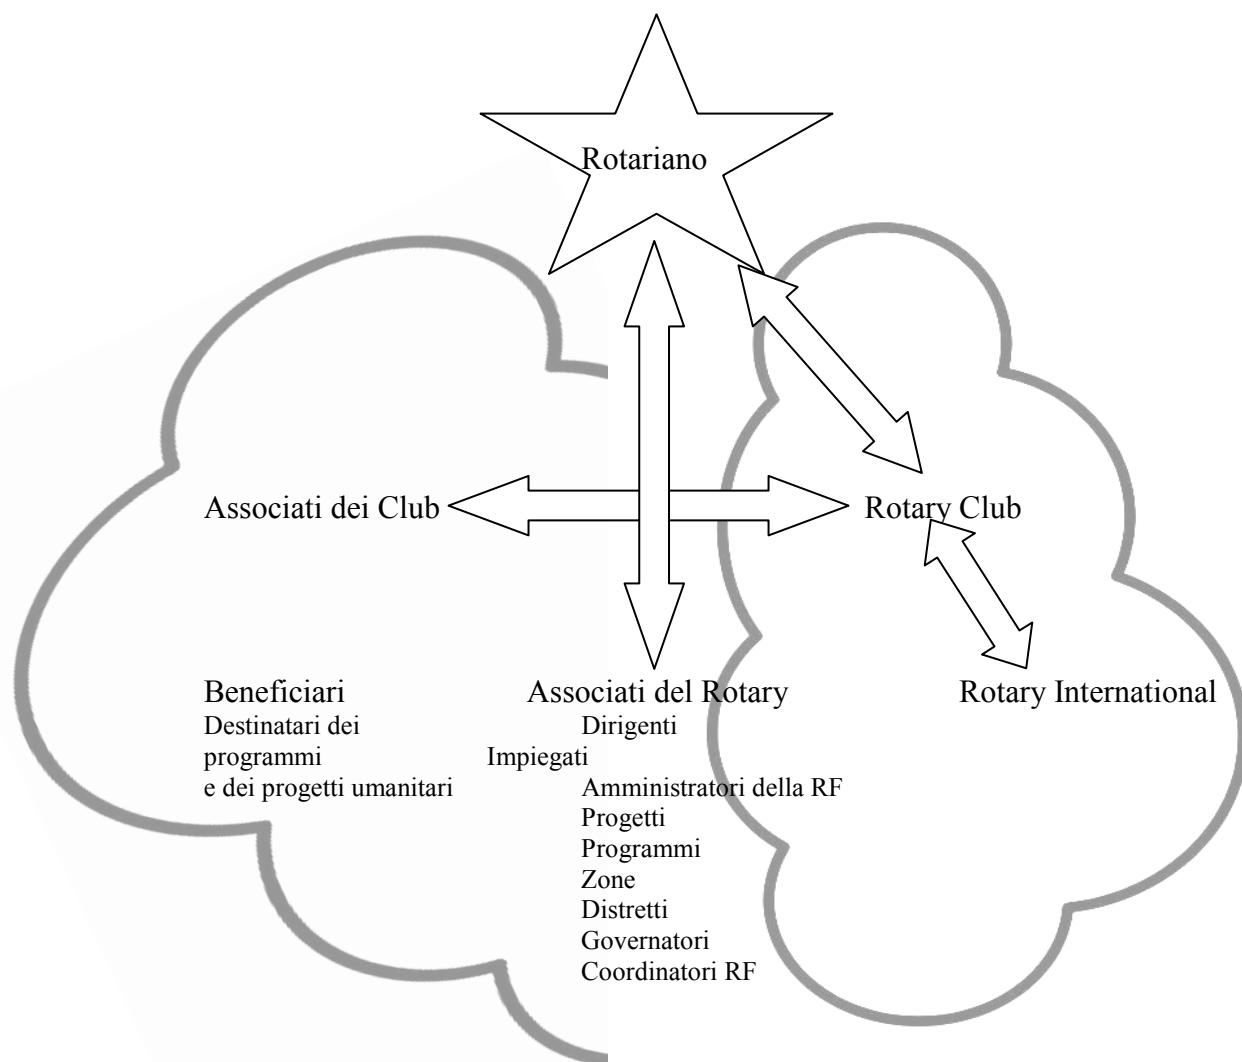 Rotariano
Associati dei Club
Rotary Club
Beneficiari
Associati del Rotary
Rotary International
Destinatari dei
programmi
e dei progetti umanitari
Dirigenti
Impiegati
Amministratori della RF
Progetti
Programmi
Zone
Distretti
Governatori
Coordinatori RF